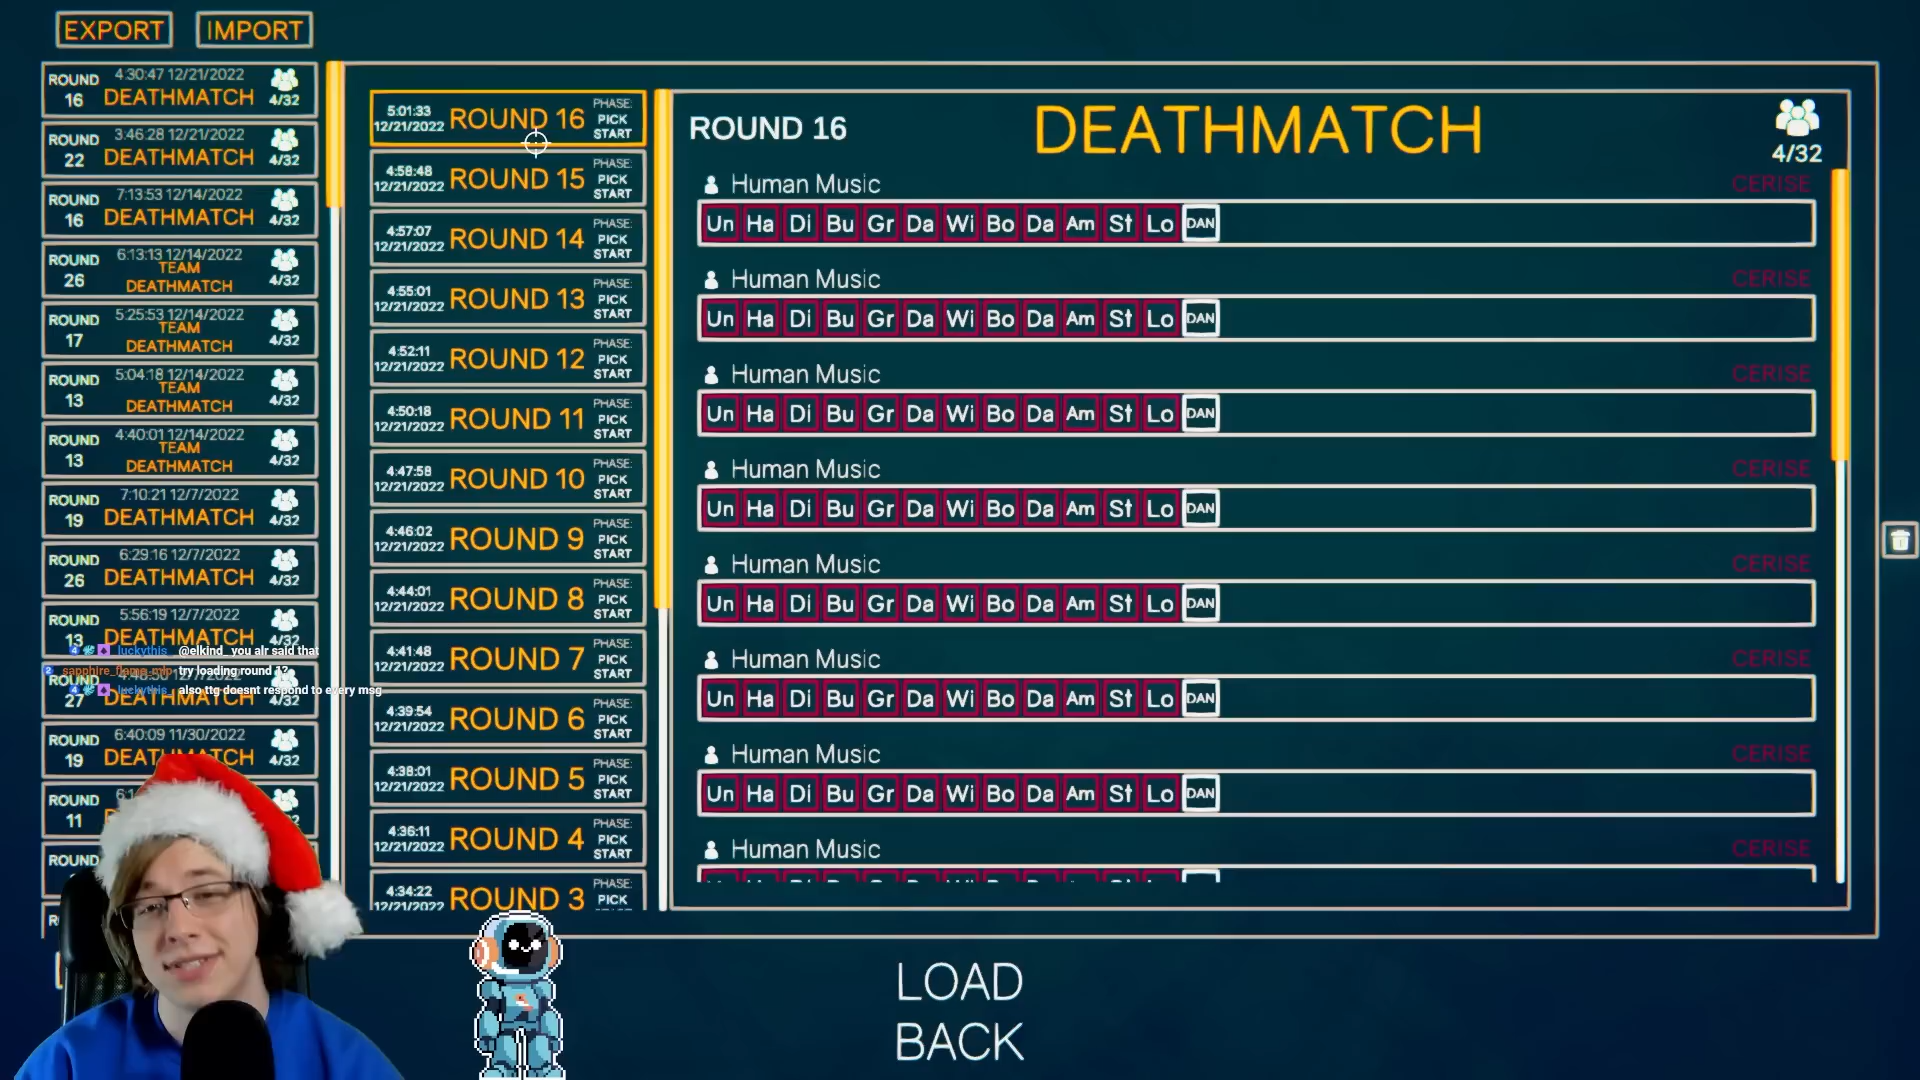 EXPORT
IMPORT
ROUND 16
4:30:47 12/21/2022
DEATHMATCH
4/32
ROUND 22
3:46:28 12/21/2022
DEATHMATCH
4/32
ROUND 16
7:13:53 12/14/2022
DEATHMATCH
4/32
ROUND 26
6:13:13 12/14/2022
TEAM
DEATHMATCH
4/32
ROUND 17
5:25:53 12/14/2022
TEAM
DEATHMATCH
4/32
ROUND 13
5:04:18 12/14/2022
TEAM
DEATHMATCH
4/32
ROUND 13
4:40:01 12/14/2022
TEAM
DEATHMATCH
4/32
ROUND 19
7:10:21 12/7/2022
DEATHMATCH
4/32
ROUND 26
6:29:16 12/7/2022
DEATHMATCH
4/32
ROUND 13
5:56:19 12/7/2022
DEATHMATCH
4/32
luckythis @elkind_ you alr said that
try loading round 1?
luckythis also ttg doesnt respond to every msg
ROUND 27
DEATHMATCH
4/32
ROUND 19
6:40:09 11/30/2022
DEATHMATCH
4/32
ROUND 11
ROUND
5:01:33
12/21/2022
ROUND 16
PHASE:
PICK
START
4:58:48
12/21/2022
ROUND 15
PHASE:
PICK
START
4:57:07
12/21/2022
ROUND 14
PHASE:
PICK
START
4:55:01
12/21/2022
ROUND 13
PHASE:
PICK
START
4:52:11
12/21/2022
ROUND 12
PHASE:
PICK
START
4:50:18
12/21/2022
ROUND 11
PHASE:
PICK
START
4:47:58
12/21/2022
ROUND 10
PHASE:
PICK
START
4:46:02
12/21/2022
ROUND 9
PHASE:
PICK
START
4:44:01
12/21/2022
ROUND 8
PHASE:
PICK
START
4:41:48
12/21/2022
ROUND 7
PHASE:
PICK
START
4:39:54
12/21/2022
ROUND 6
PHASE:
PICK
START
4:38:01
12/21/2022
ROUND 5
PHASE:
PICK
START
4:36:11
12/21/2022
ROUND 4
PHASE:
PICK
START
4:34:22
12/21/2022
ROUND 3
PHASE:
PICK
ROUND 16
DEATHMATCH
4/32
Human Music CERISE
Un Ha Di Bu Gr Da Wi Bo Da Am St Lo DAN
Human Music CERISE
Un Ha Di Bu Gr Da Wi Bo Da Am St Lo DAN
Human Music CERISE
Un Ha Di Bu Gr Da Wi Bo Da Am St Lo DAN
Human Music CERISE
Un Ha Di Bu Gr Da Wi Bo Da Am St Lo DAN
Human Music CERISE
Un Ha Di Bu Gr Da Wi Bo Da Am St Lo DAN
Human Music CERISE
Un Ha Di Bu Gr Da Wi Bo Da Am St Lo DAN
Human Music CERISE
Un Ha Di Bu Gr Da Wi Bo Da Am St Lo DAN
Human Music CERISE
LOAD
BACK